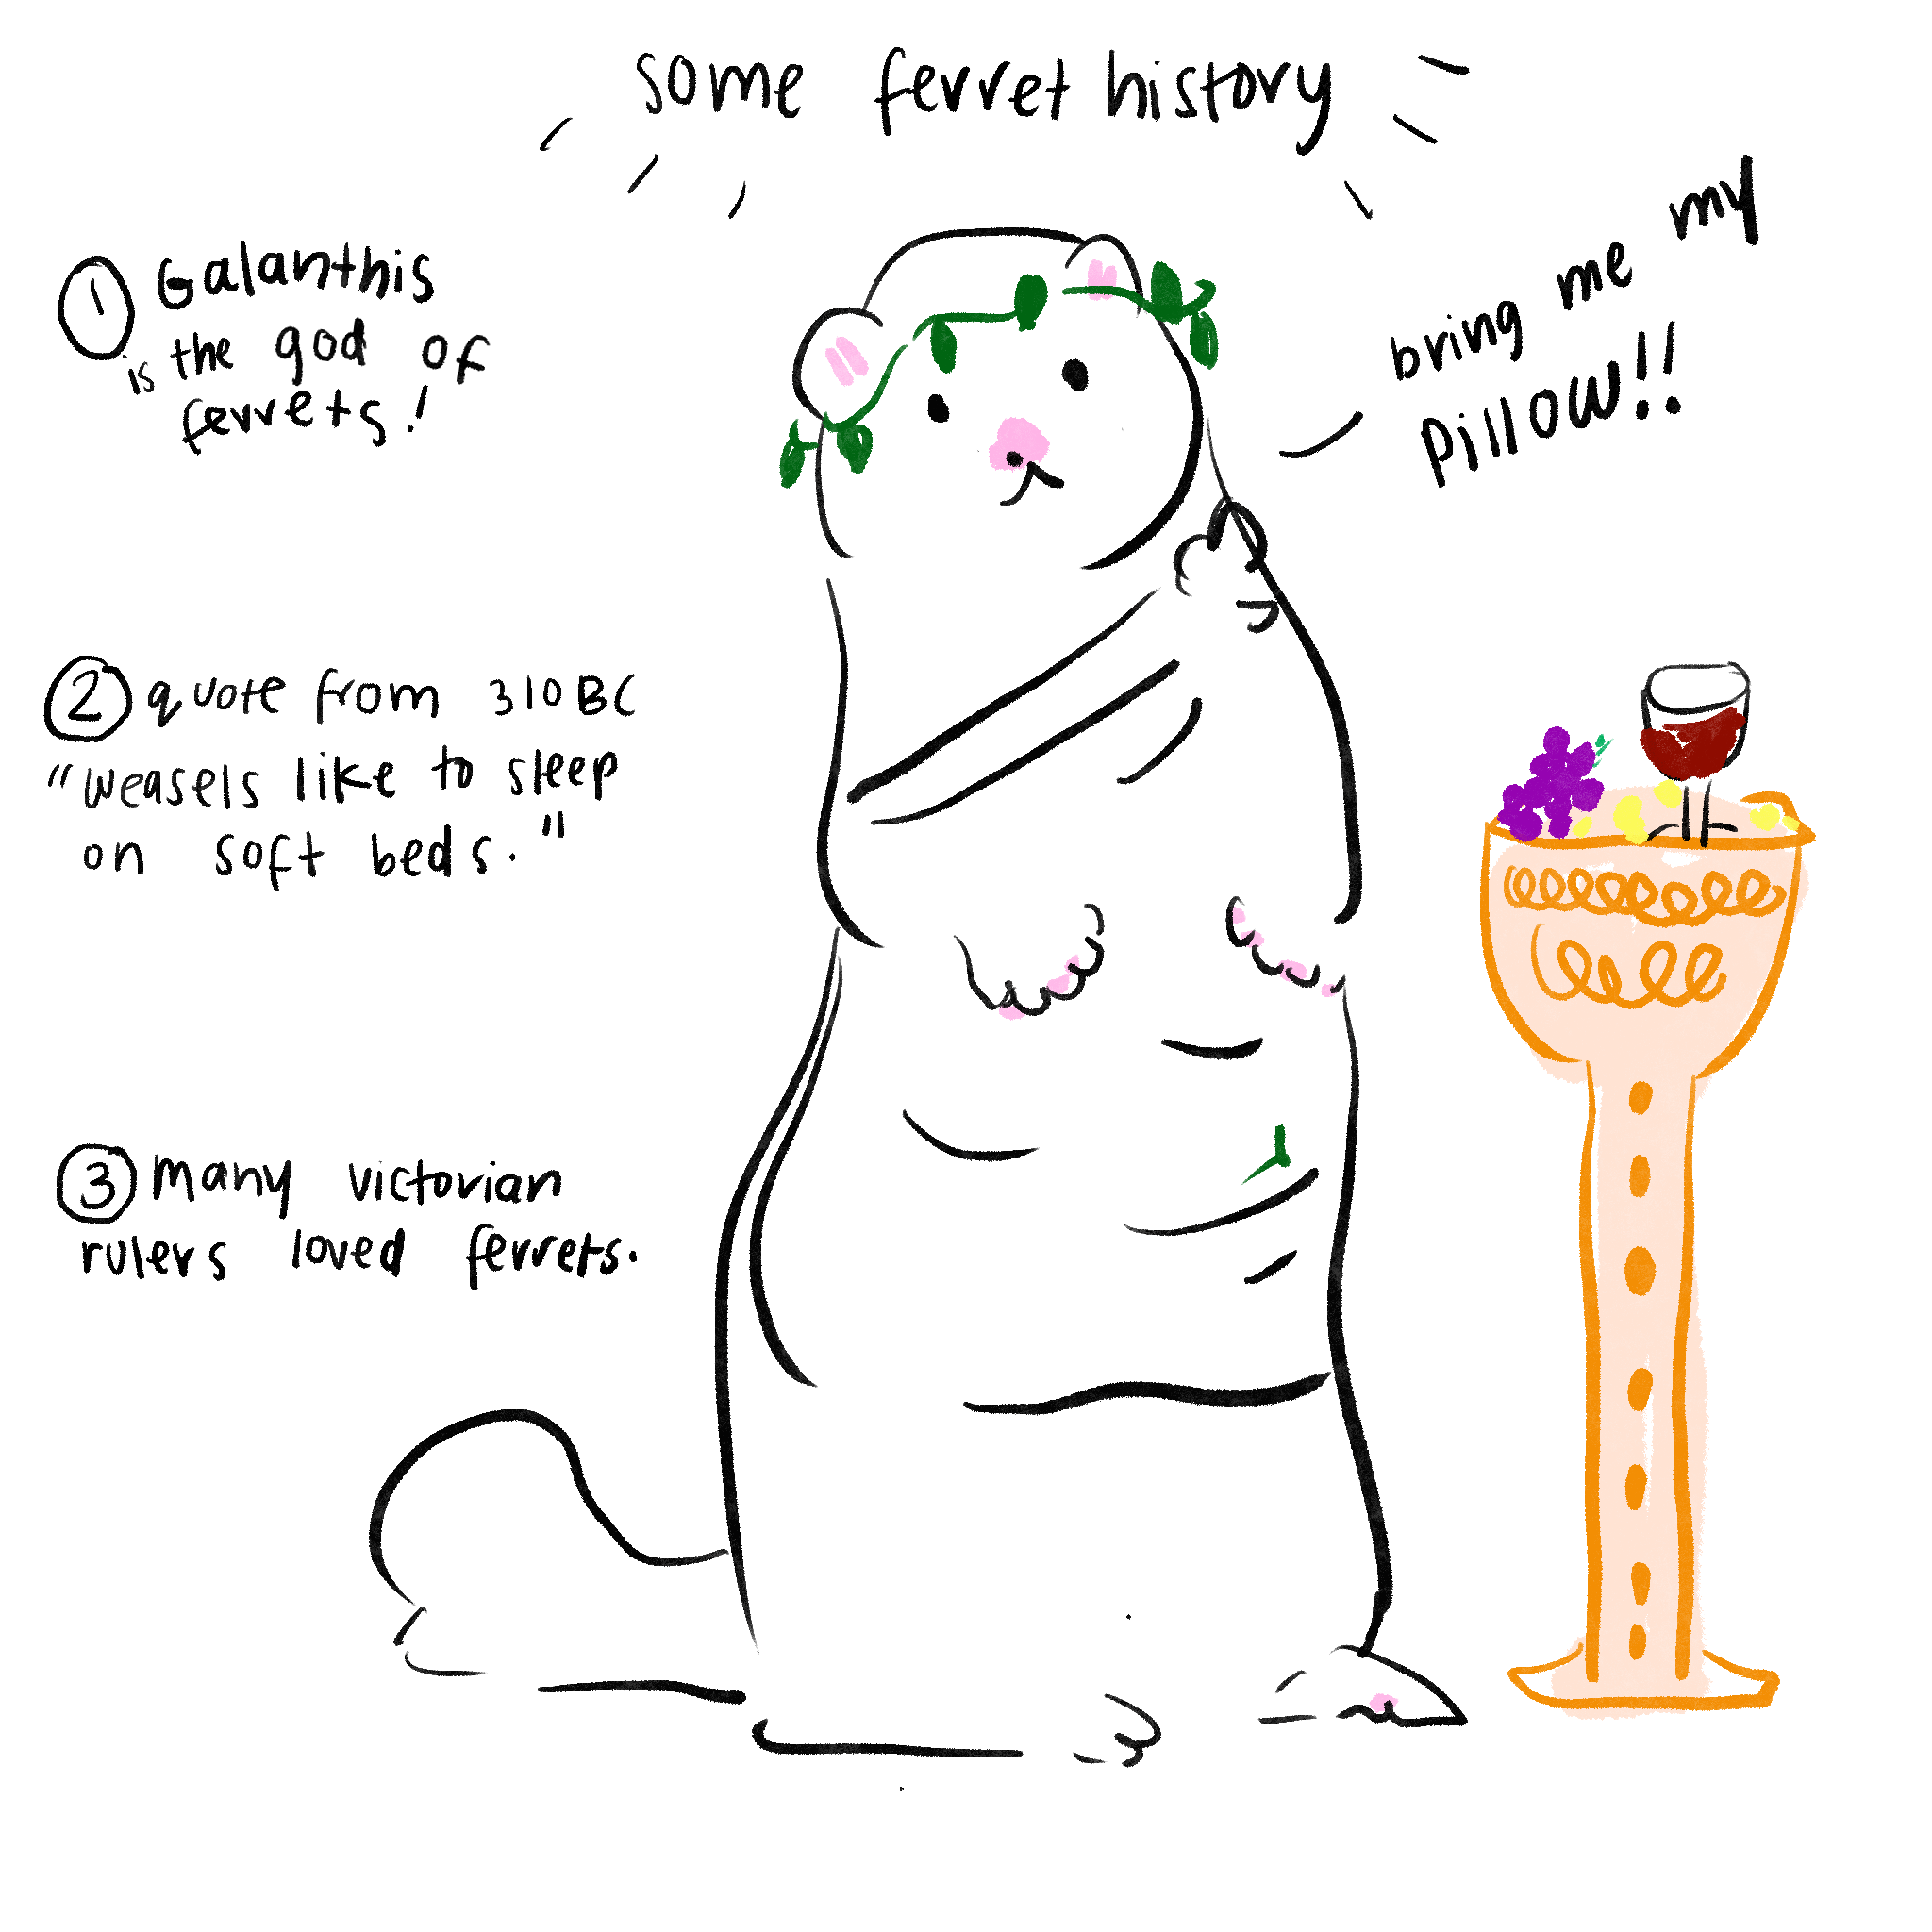 some ferret history
① Galanthis
is the god of
ferrets!
bring me my
pillow!!
② quote from 310BC
"weasels like to sleep
on soft beds."
③ many victorian
rulers loved ferrets.